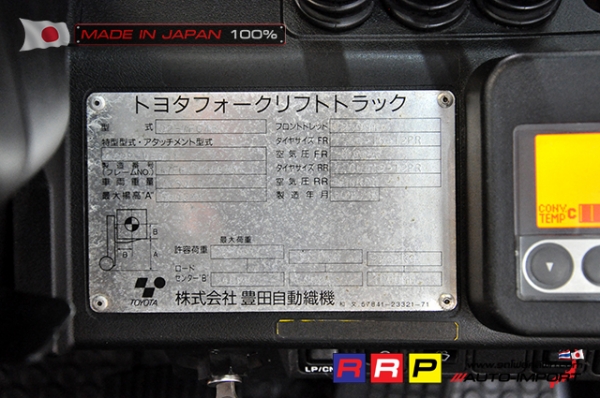 MADE IN JAPAN 100%
トヨタフォークリフトトラック
型式
フロントトレッド
特型型式・アタッチメント型式
タイヤサイズ FR
空気圧 FR
製造番号
(フレームNO.)
タイヤサイズ RR
車両重量
空気圧 RR
最大揚高"A"
製造年月
最大荷重
許容荷重
ロード
センター"B"
B
A
TOYOTA
株式会社 豊田自動織機
57841-23321-71
CONV
TEMP C
LP/CN
RRP
AUTO-IMPORT